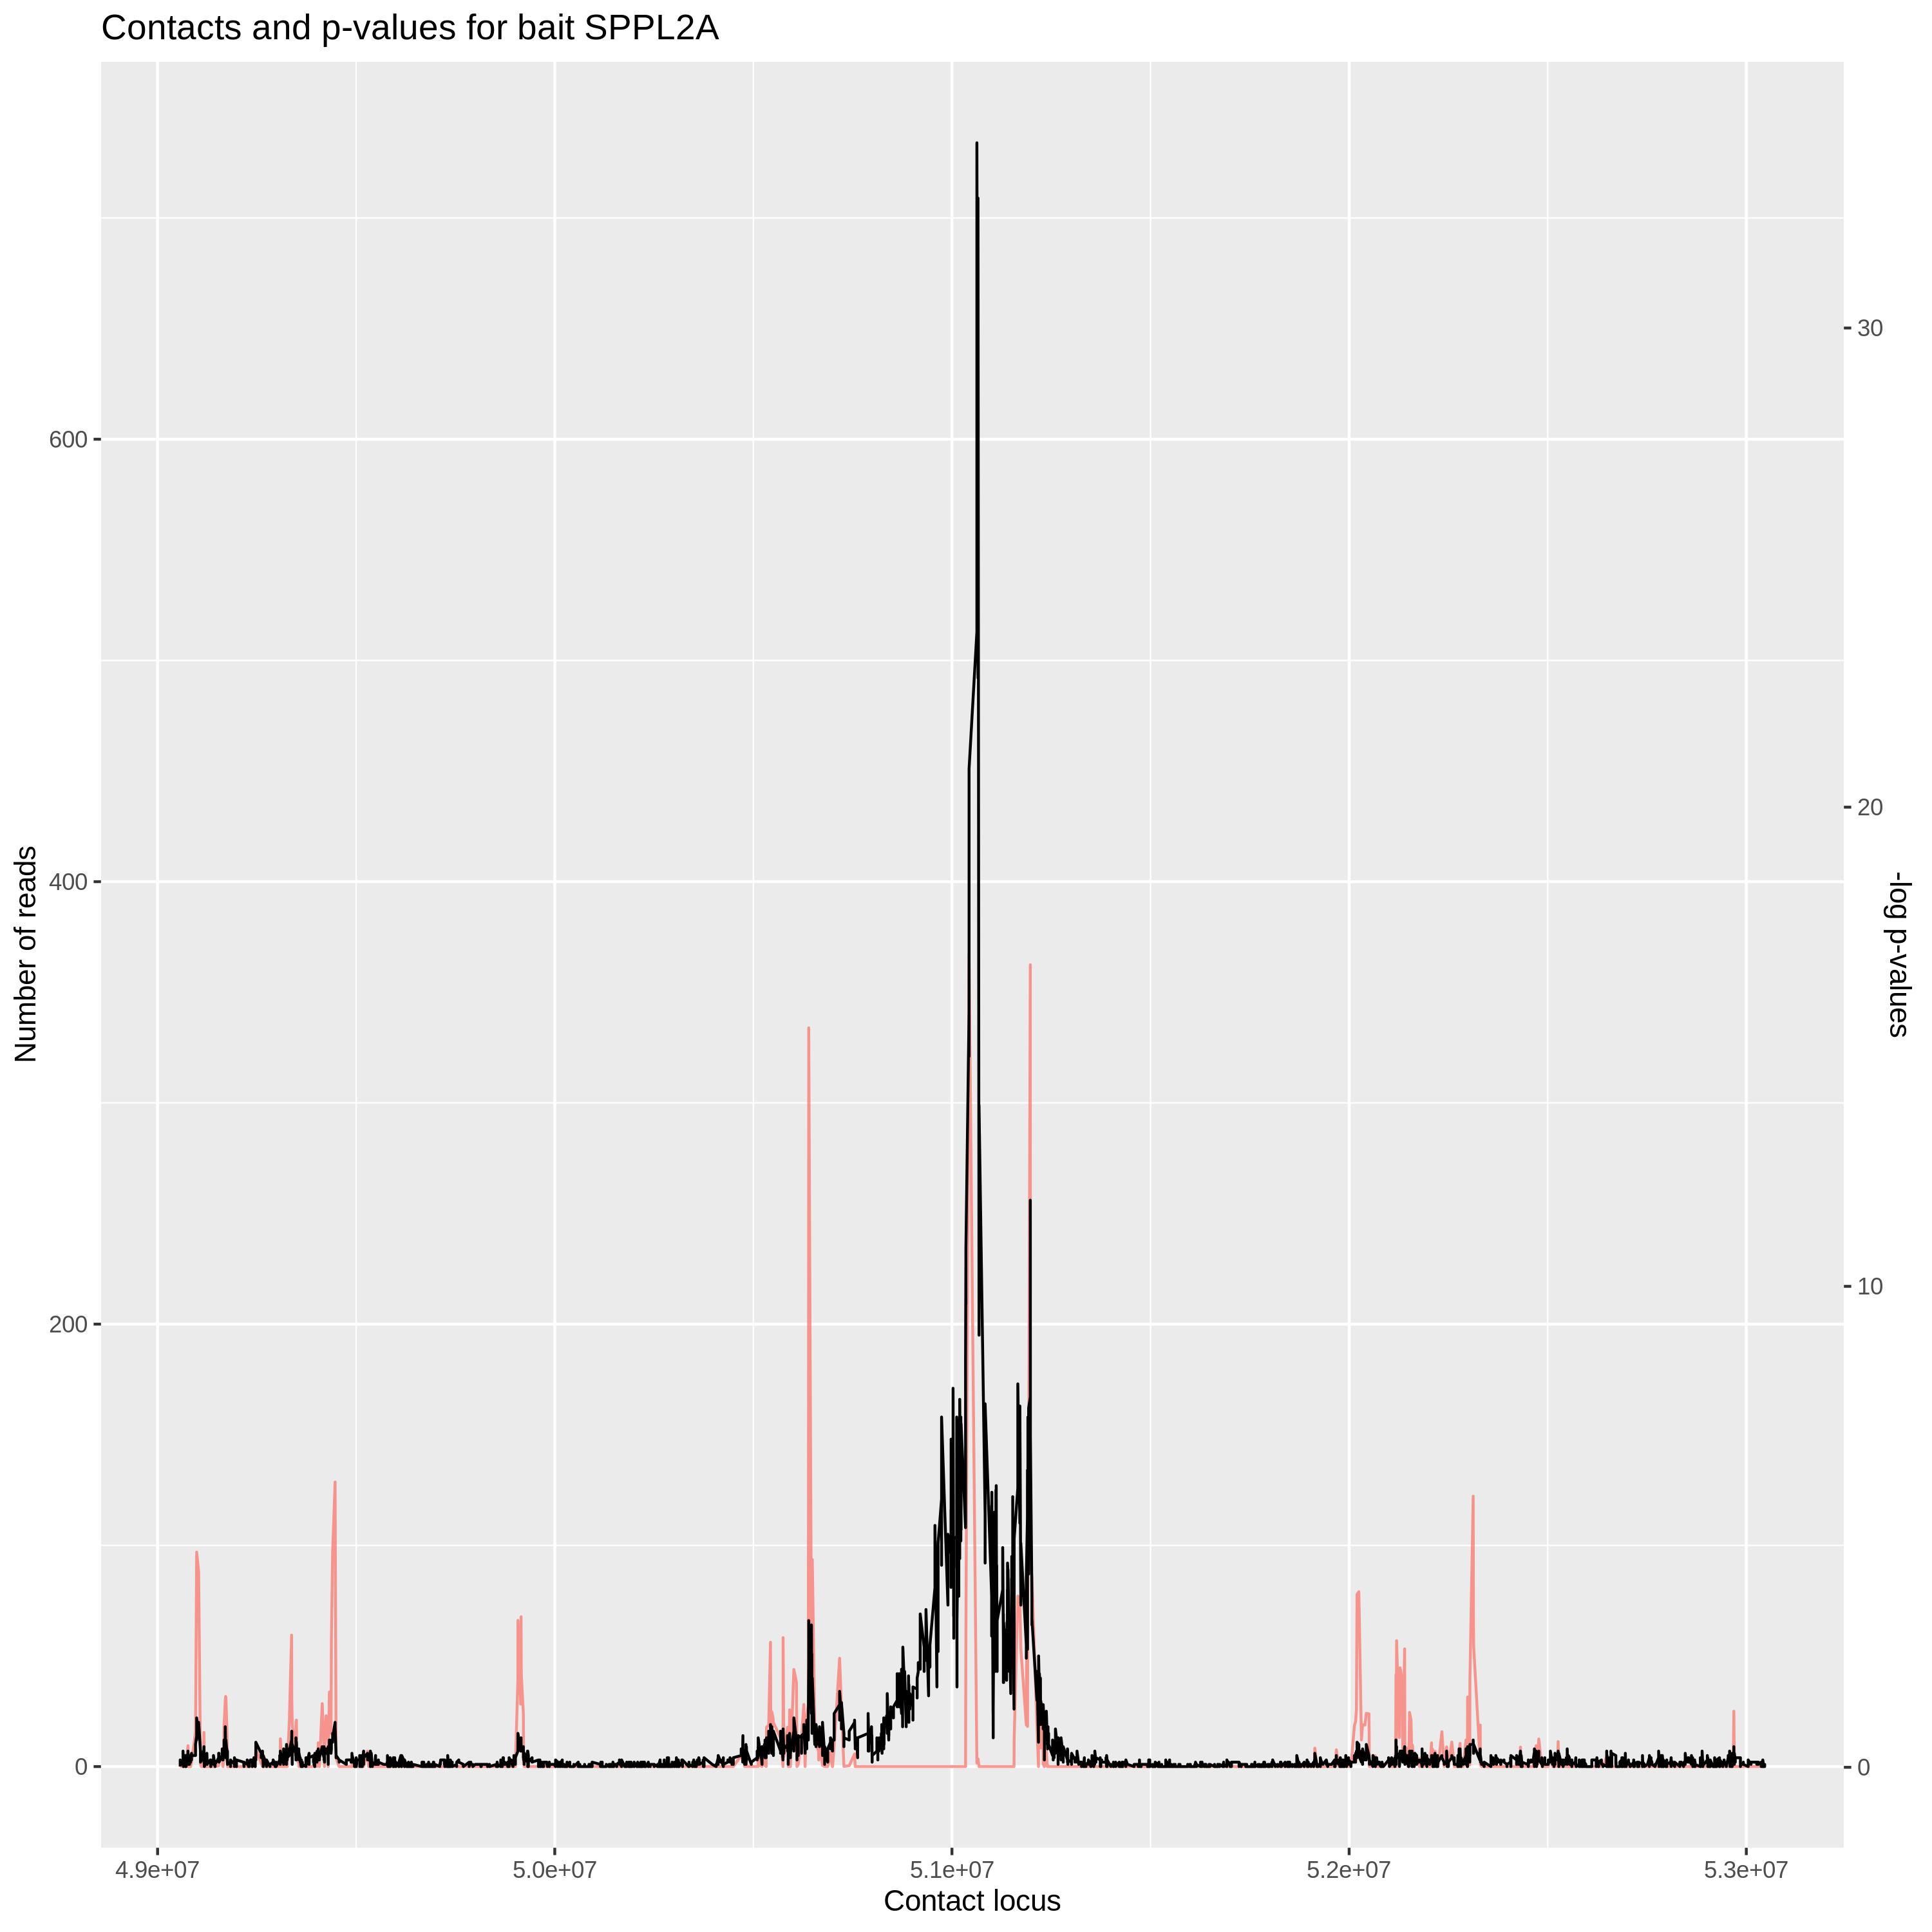 Contacts and p-values for bait SPPL2A
Number of reads
600
400
200
0
30
20
10
0
-log p-values
4.9e+07 5.0e+07 5.1e+07 5.2e+07 5.3e+07
Contact locus